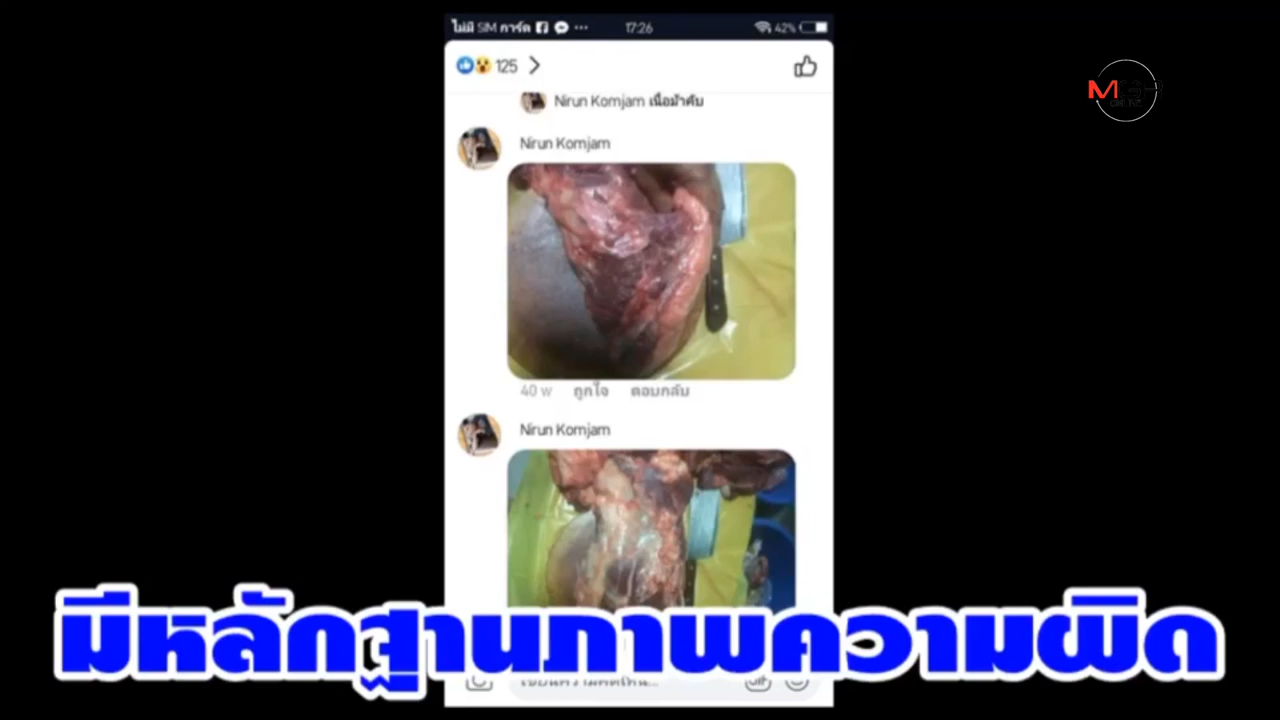 ไม่มี SIM การ์ด
17:26
42%
125
Nirun Komjam เนื้อม้าคับ
Nirun Komjam
40 w ถูกใจ ตอบกลับ
Nirun Komjam
มีหลักฐานภาพความผิด
GIF